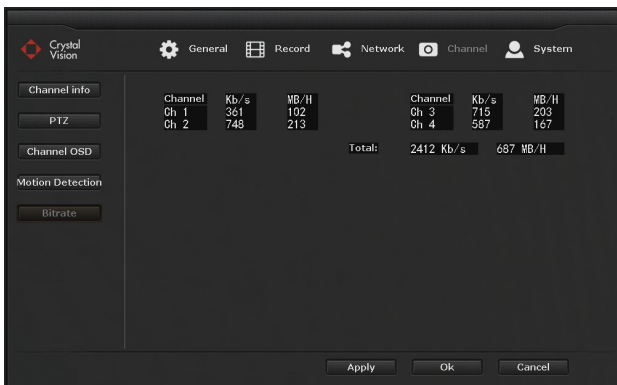 Crystal Vision
General Record Network Channel System
Channel info
PTZ
Channel OSD
Motion Detection
Bitrate
Channel Kb/s MB/H Channel Kb/s MB/H
Ch 1 361 102 Ch 3 715 203
Ch 2 748 213 Ch 4 587 167
Total: 2412 Kb/s 687 MB/H
Apply Ok Cancel